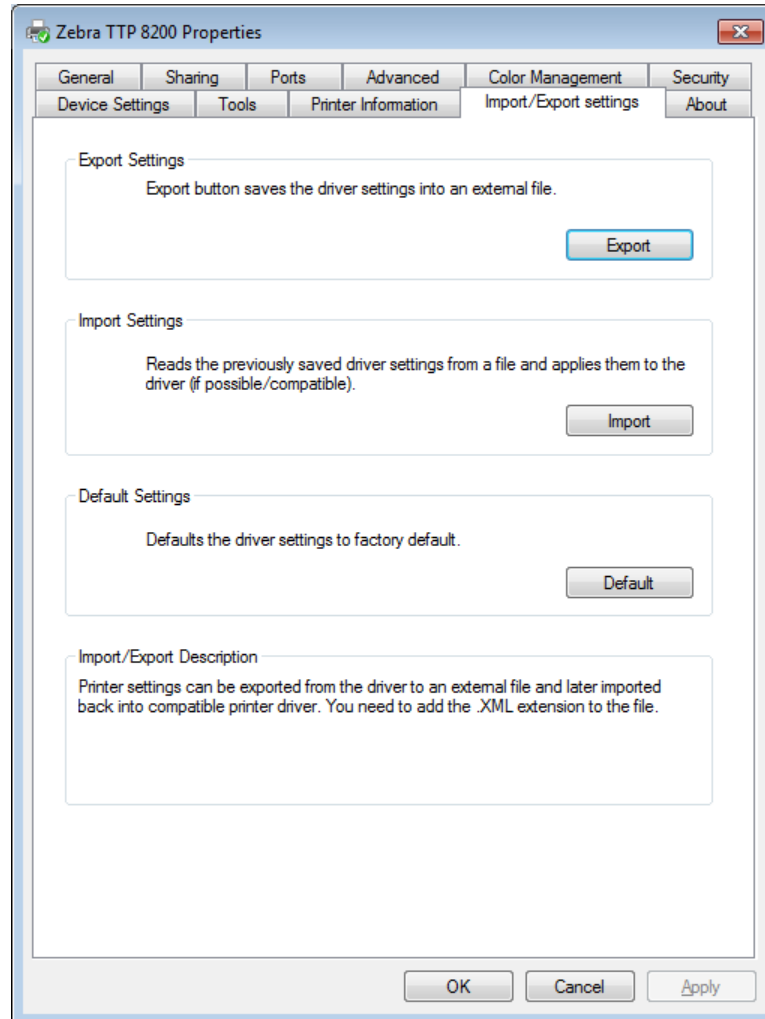 Zebra TTP 8200 Properties
General Sharing Ports Advanced Color Management Security
Device Settings Tools Printer Information Import/Export settings About
Export Settings
Export button saves the driver settings into an external file.
Export
Import Settings
Reads the previously saved driver settings from a file and applies them to the
driver (if possible/compatible).
Import
Default Settings
Defaults the driver settings to factory default.
Default
Import/Export Description
Printer settings can be exported from the driver to an external file and later imported
back into compatible printer driver. You need to add the .XML extension to the file.
OK Cancel Apply